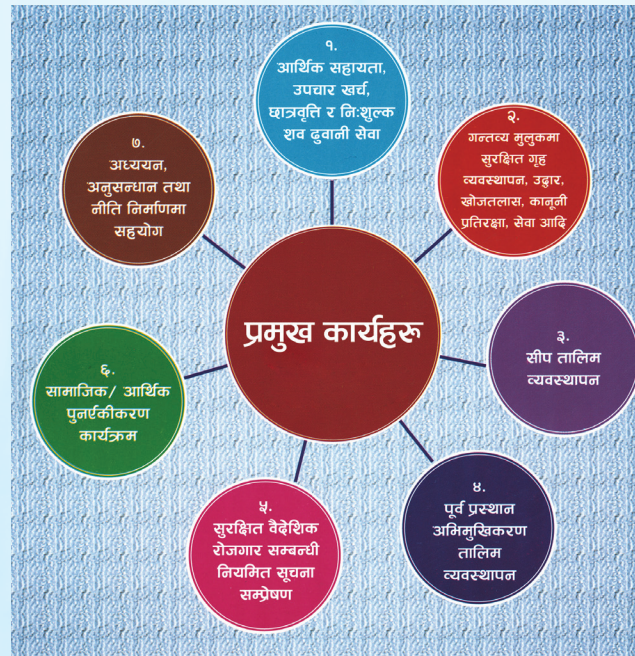 प्रमुख कार्यहरू
१.
आर्थिक सहायता,
उपचार खर्च,
छात्रवृत्ति र निःशुल्क
शव ढुवानी सेवा
२.
गन्तव्य मुलुकमा
सुरक्षित गृह
व्यवस्थापन, उद्धार,
खोजतलास, कानूनी
प्रतिरक्षा, सेवा आदि
३.
सीप तालिम
व्यवस्थापन
४.
पूर्व प्रस्थान
अभिमुखिकरण
तालिम
व्यवस्थापन
५.
सुरक्षित वैदेशिक
रोजगार सम्बन्धी
नियमित सूचना
सम्प्रेषण
६.
सामाजिक/ आर्थिक
पुनर्एकीकरण
कार्यक्रम
७.
अध्ययन,
अनुसन्धान तथा
नीति निर्माणमा
सहयोग